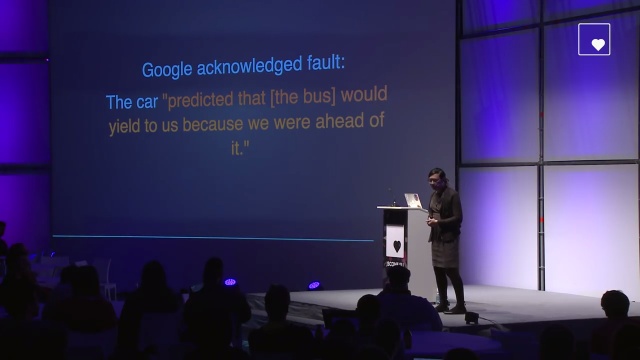 Google acknowledged fault:
The car "predicted that [the bus] would
yield to us because we were ahead of
it."